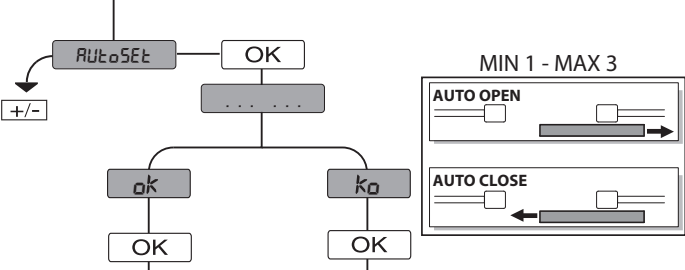 AUtoSEt
OK
+/-
... ...
ok
ko
OK
OK
MIN 1 - MAX 3
AUTO OPEN
AUTO CLOSE